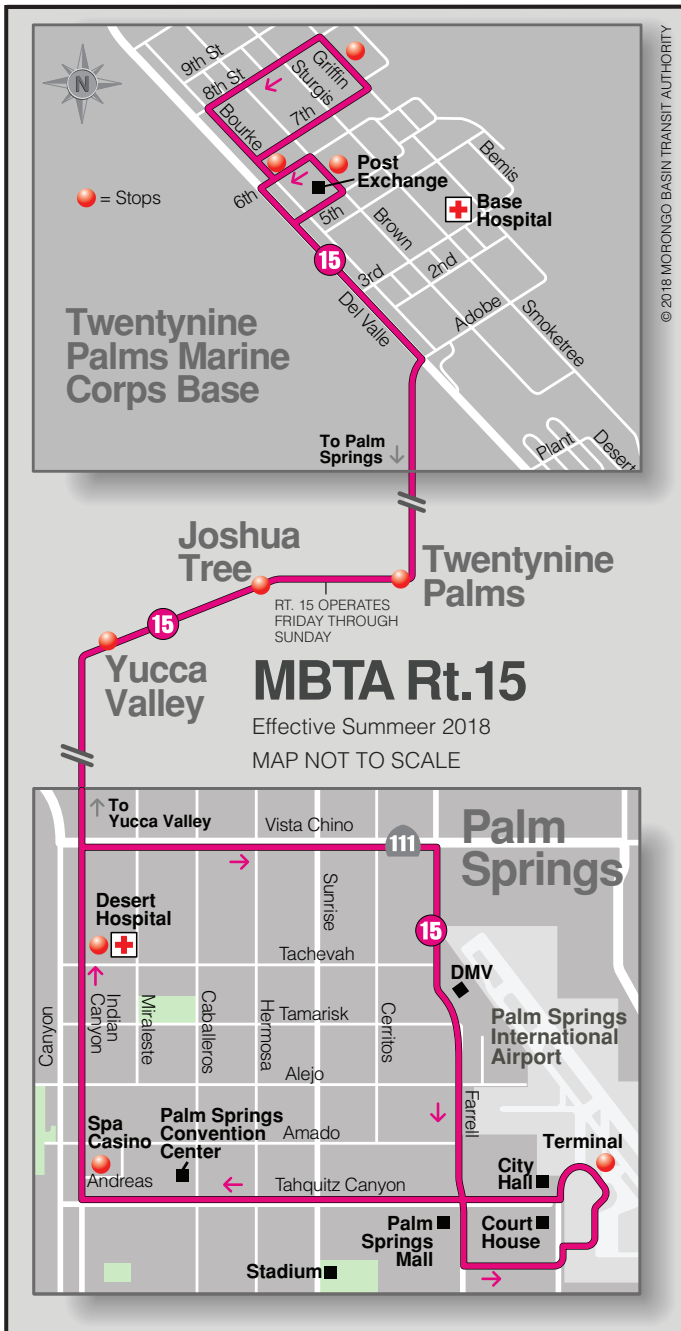 © 2018 MORONGO BASIN TRANSIT AUTHORITY
N
9th St
8th St
Griffin
Sturgis
7th
Bourke
= Stops
Post
Exchange
Bemis
6th
5th
Base
Hospital
Brown
15
3rd
2nd
Del Valle
Adobe
Smoketree
Twentynine
Palms Marine
Corps Base
To Palm
Springs
Plant
Desert
Joshua
Tree
Twentynine
Palms
RT. 15 OPERATES
FRIDAY THROUGH
SUNDAY
15
Yucca
Valley
MBTA Rt.15
Effective Summeer 2018
MAP NOT TO SCALE
To
Yucca Valley
Vista Chino
111
Palm
Springs
Sunrise
Desert
Hospital
15
Tachevah
DMV
Canyon
Indian
Canyon
Miraleste
Caballeros
Hermosa
Tamarisk
Cerritos
Palm Springs
International
Airport
Alejo
Farrell
Spa
Casino
Palm Springs
Convention
Center
Amado
Terminal
City
Hall
Andreas
Tahquitz Canyon
Palm
Springs
Mall
Court
House
Stadium